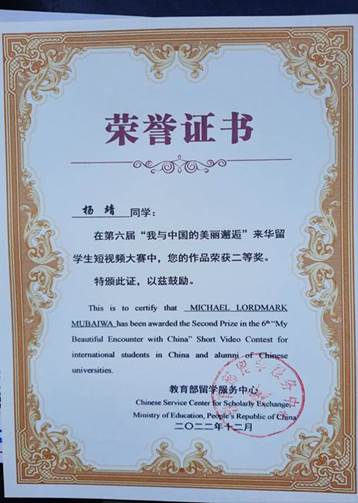 荣誉证书
杨靖 同学：
在第六届“我与中国的美丽邂逅”来华留
学生短视频大赛中，您的作品荣获二等奖。
特颁此证，以兹鼓励。
This is to certify that MICHAEL LORDMARK
MUBAIWA has been awarded the Second Prize in the 6th "My
Beautiful Encounter with China" Short Video Contest for
international students in China and alumni of Chinese
universities.
教育部留学服务中心
Chinese Service Center for Scholarly Exchange,
Ministry of Education, People's Republic of China
二〇二二年十二月